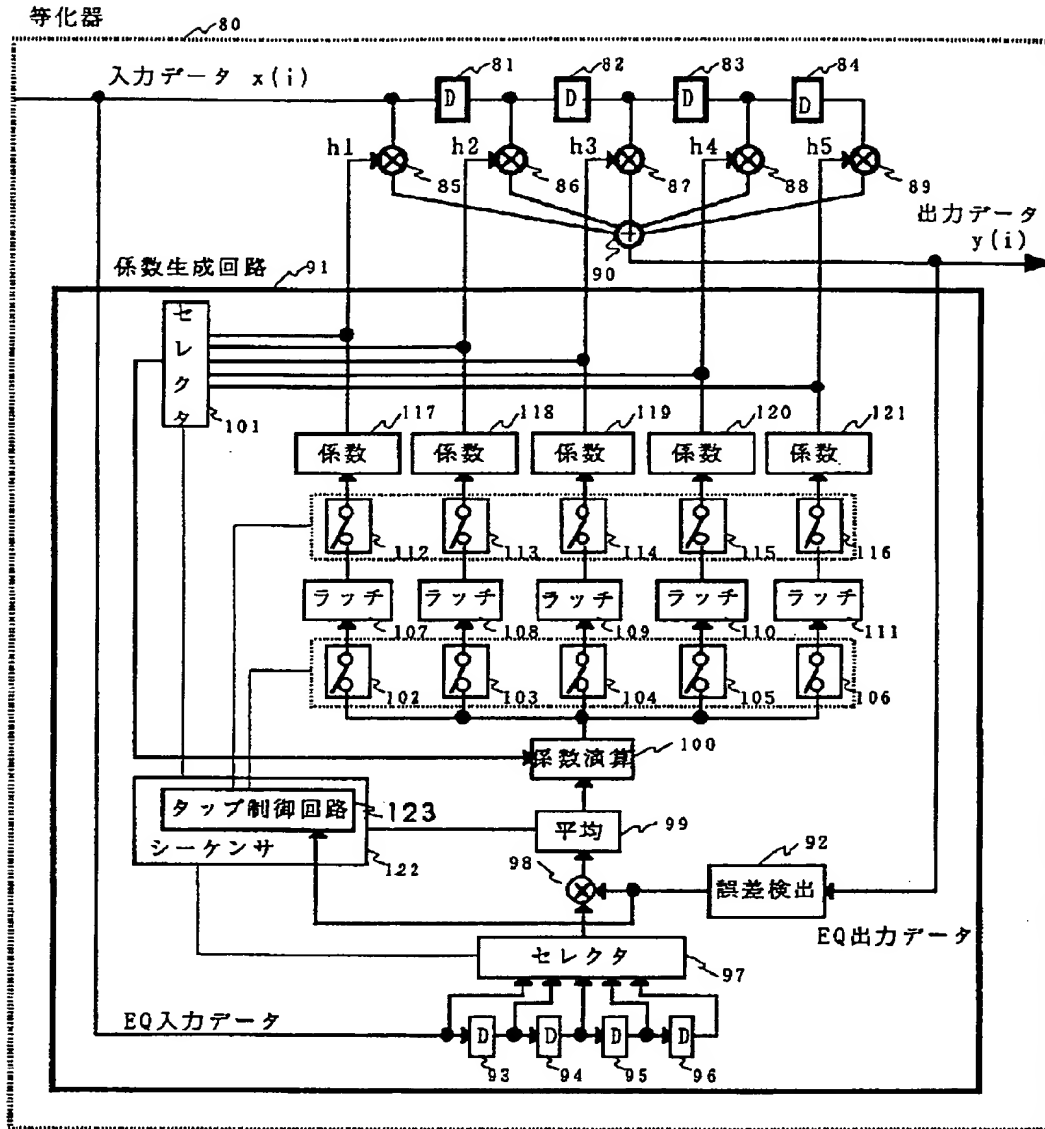 等化器
80
入力データ x(i)
81
82
83
84
D
D
D
D
h1
h2
h3
h4
h5
85
86
87
88
89
出力データ
y(i)
90
係数生成回路
91
セレクタ
101
117
118
119
120
121
係数
係数
係数
係数
係数
112
113
114
115
116
ラッチ
ラッチ
ラッチ
ラッチ
ラッチ
107
108
109
110
111
102
103
104
105
106
係数演算
100
タップ制御回路
123
シーケンサ
122
平均
99
98
92
誤差検出
EQ出力データ
セレクタ
97
EQ入力データ
D
D
D
D
93
94
95
96